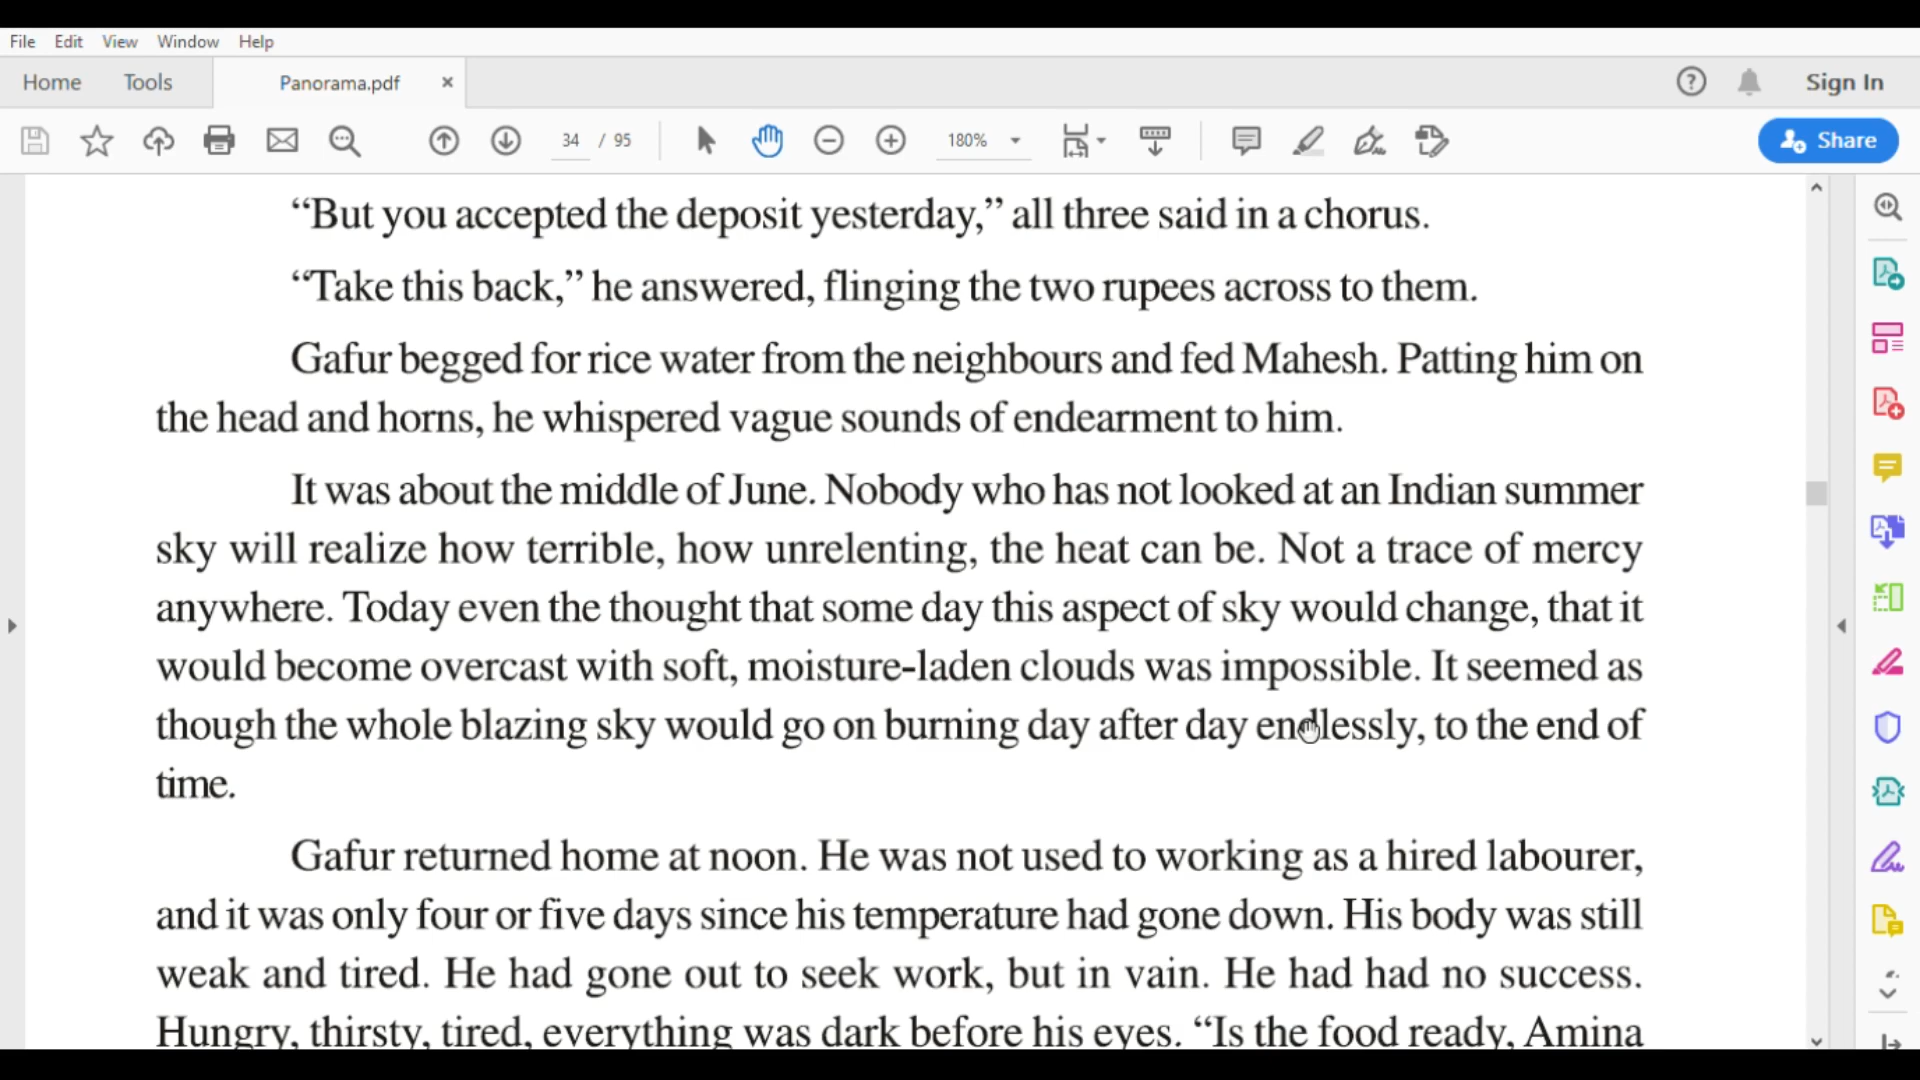 File Edit View Window Help
Home Tools Panorama.pdf × Sign In
34 / 95 180% Share
“But you accepted the deposit yesterday,” all three said in a chorus.
“Take this back,” he answered, flinging the two rupees across to them.
Gafur begged for rice water from the neighbours and fed Mahesh. Patting him on
the head and horns, he whispered vague sounds of endearment to him.
It was about the middle of June. Nobody who has not looked at an Indian summer
sky will realize how terrible, how unrelenting, the heat can be. Not a trace of mercy
anywhere. Today even the thought that some day this aspect of sky would change, that it
would become overcast with soft, moisture-laden clouds was impossible. It seemed as
though the whole blazing sky would go on burning day after day endlessly, to the end of
time.
Gafur returned home at noon. He was not used to working as a hired labourer,
and it was only four or five days since his temperature had gone down. His body was still
weak and tired. He had gone out to seek work, but in vain. He had had no success.
Hungry, thirsty, tired, everything was dark before his eyes. “Is the food ready, Amina